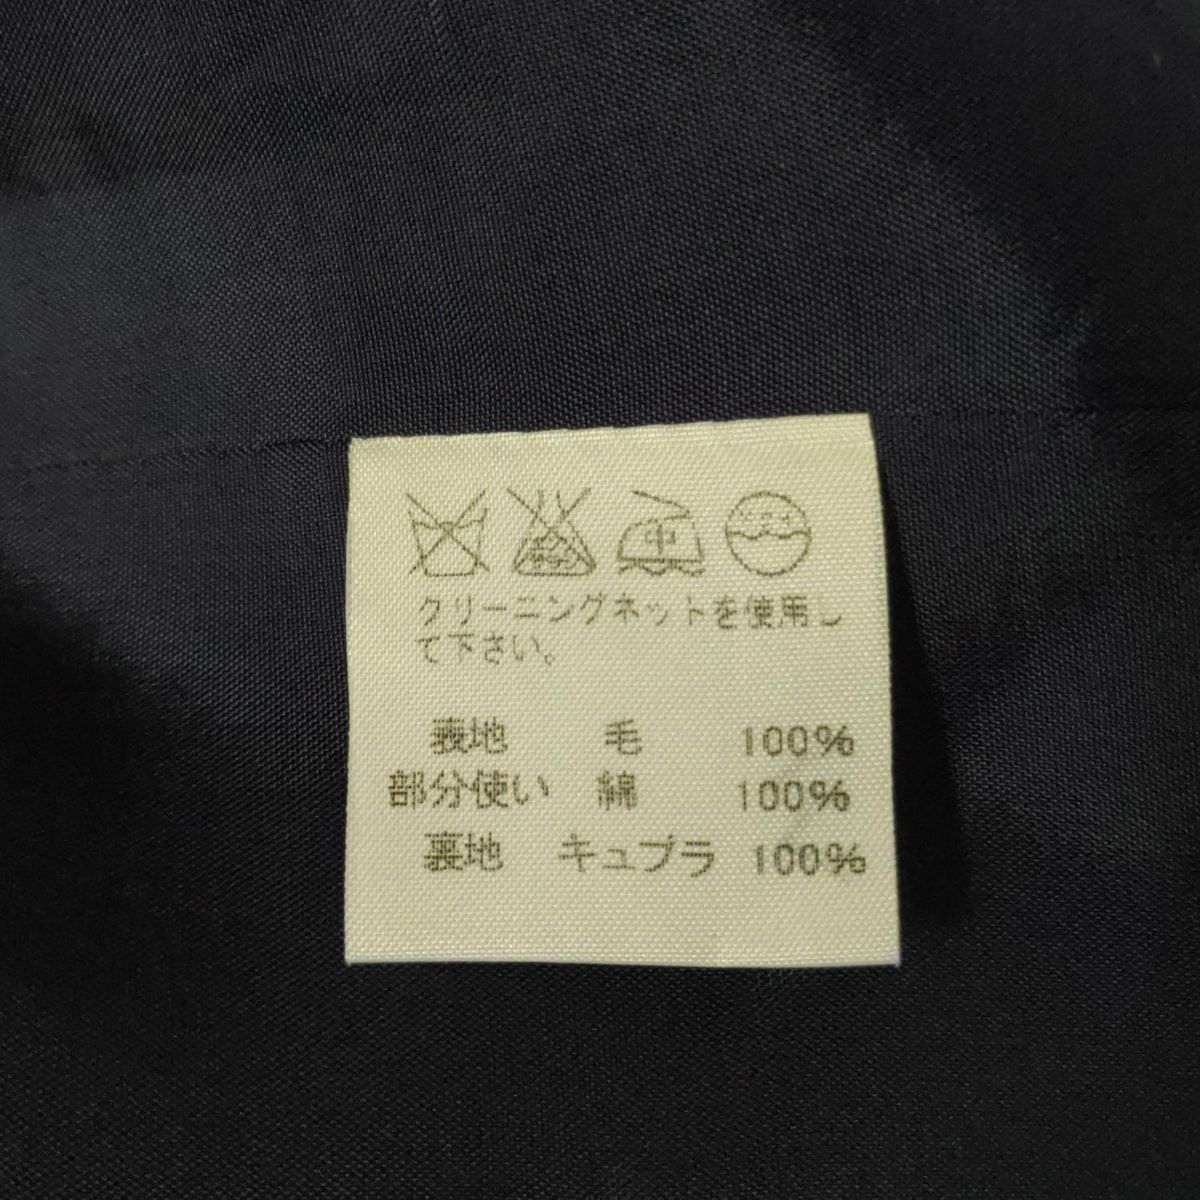 中
クリーニングネットを使用し
て下さい。
表地 毛 100%
部分使い 綿 100%
裏地 キュプラ 100%